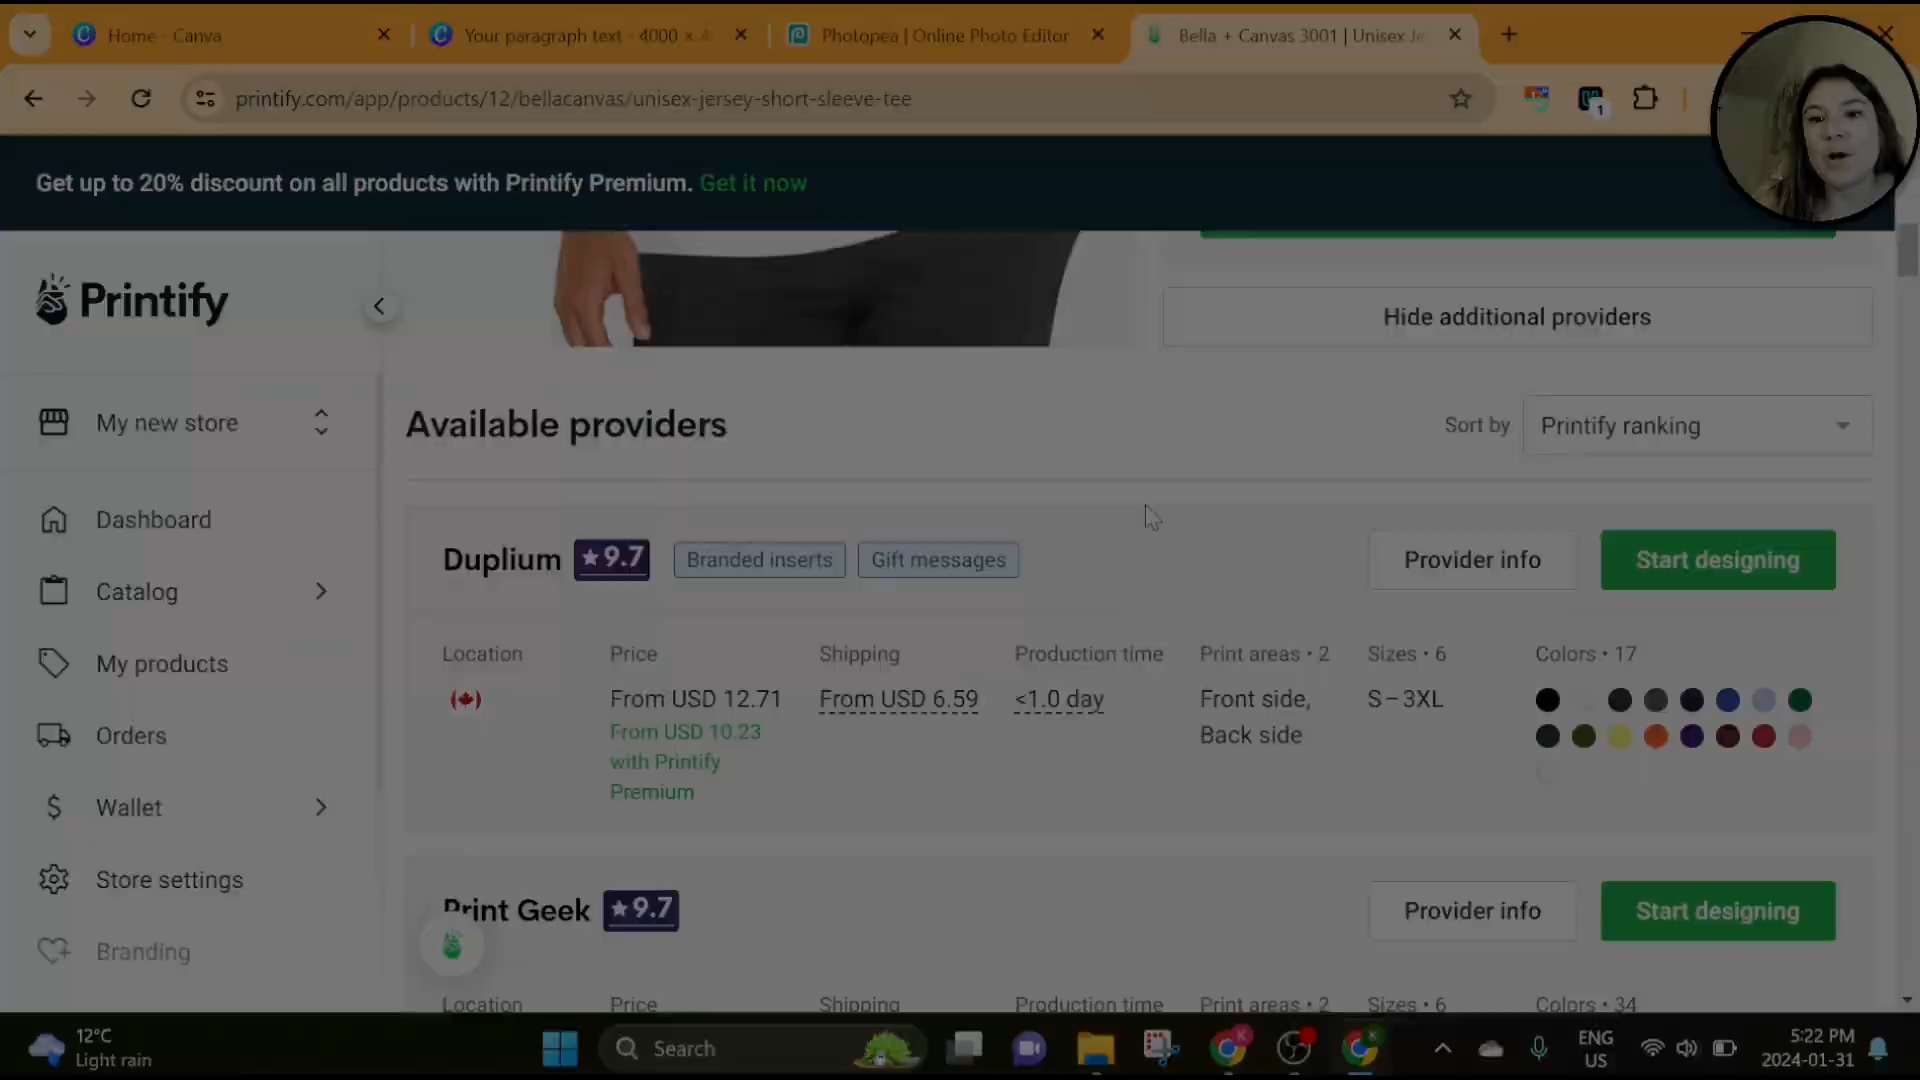 Home - Canva
Your paragraph text - 4000 × 4
Photopea | Online Photo Editor
Bella + Canvas 3001 | Unisex Je
printify.com/app/products/12/bellacanvas/unisex-jersey-short-sleeve-tee
1
Get up to 20% discount on all products with Printify Premium. Get it now
Printify
Hide additional providers
My new store
Available providers
Sort by
Printify ranking
Dashboard
Duplium
9.7
Branded inserts
Gift messages
Provider info
Start designing
Catalog
Location
Price
Shipping
Production time
Print areas • 2
Sizes • 6
Colors • 17
My products
From USD 12.71
From USD 6.59
<1.0 day
Front side,
S – 3XL
From USD 10.23
Orders
Back side
with Printify
Premium
Wallet
Store settings
Print Geek
9.7
Provider info
Start designing
Branding
Location
Price
Shipping
Production time
Print areas • 2
Sizes • 6
Colors • 34
12°C
Light rain
Search
K
K
ENG
US
5:22 PM
2024-01-31